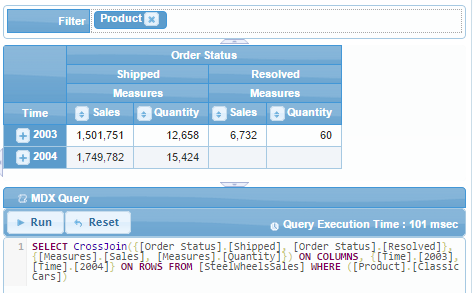 Filter Product
Order Status
Shipped Resolved
Measures Measures
Time Sales Quantity Sales Quantity
2003 1,501,751 12,658 6,732 60
2004 1,749,782 15,424
MDX Query
Run Reset Query Execution Time : 101 msec
1 SELECT CrossJoin({[Order Status].[Shipped], [Order Status].[Resolved]},
{[Measures].[Sales], [Measures].[Quantity]}) ON COLUMNS, {[Time].[2003],
[Time].[2004]} ON ROWS FROM [SteelWheelsSales] WHERE ([Product].[Classic
Cars])